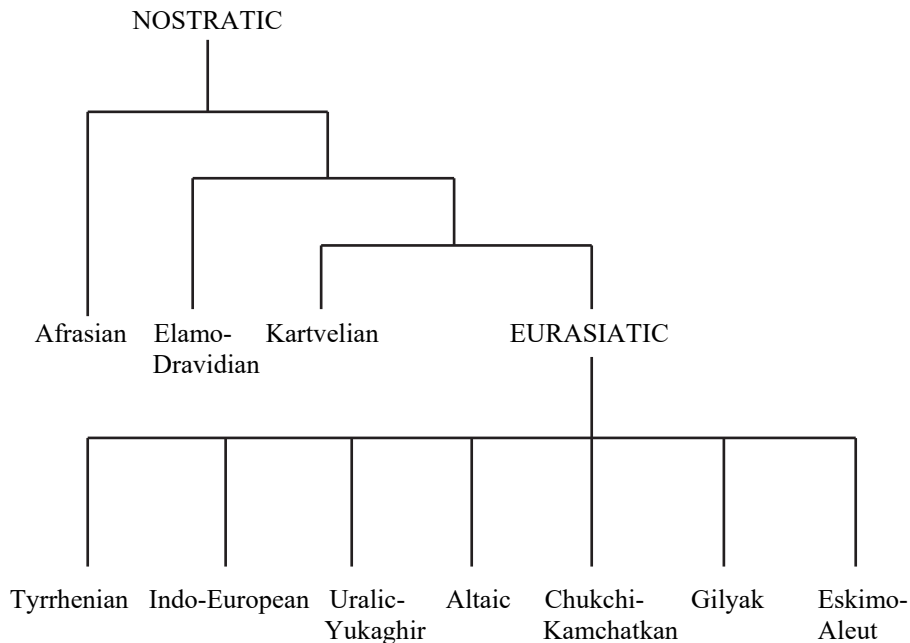 NOSTRATIC
Afrasian Elamo- Kartvelian EURASIATIC
Dravidian
Tyrrhenian Indo-European Uralic- Altaic Chukchi- Gilyak Eskimo-
Yukaghir Kamchatkan Aleut